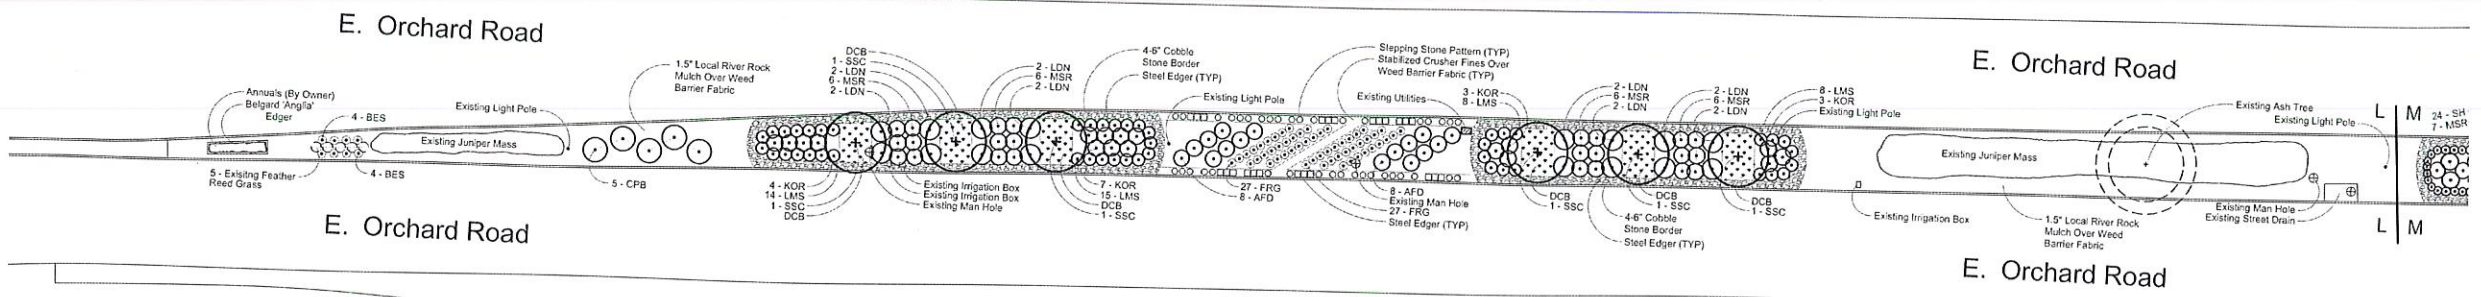 E. Orchard Road
E. Orchard Road
Annuals (By Owner)
Belgard 'Anglia'
Edger
4 - BES
Existing Light Pole
1.5" Local River Rock
Mulch Over Weed
Barrier Fabric
DCB
1 - SSC
2 - LDN
6 - MSR
2 - LDN
2 - LDN
6 - MSR
2 - LDN
4-6" Cobble
Stone Border
Steel Edger (TYP)
Existing Light Pole
Stepping Stone Pattern (TYP)
Stabilized Crusher Fines Over
Weed Barrier Fabric (TYP)
Existing Utilities
3 - KOR
8 - LMS
2 - LDN
6 - MSR
2 - LDN
2 - LDN
6 - MSR
2 - LDN
8 - LMS
3 - KOR
Existing Light Pole
Existing Ash Tree
Existing Light Pole
L M
24 - SH
7 - MSR
Existing Juniper Mass
Existing Juniper Mass
5 - Exisitng Feather
Reed Grass
4 - BES
5 - CPB
4 - KOR
14 - LMS
1 - SSC
DCB
Existing Irrigation Box
Existing Irrigation Box
Existing Man Hole
7 - KOR
15 - LMS
DCB
1 - SSC
27 - FRG
8 - AFD
8 - AFD
Existing Man Hole
27 - FRG
Steel Edger (TYP)
DCB
1 - SSC
4-6" Cobble
Stone Border
Steel Edger (TYP)
DCB
1 - SSC
DCB
1 - SSC
Existing Irrigation Box
1.5" Local River Rock
Mulch Over Weed
Barrier Fabric
Existing Man Hole
Existing Street Drain
L M
E. Orchard Road
E. Orchard Road